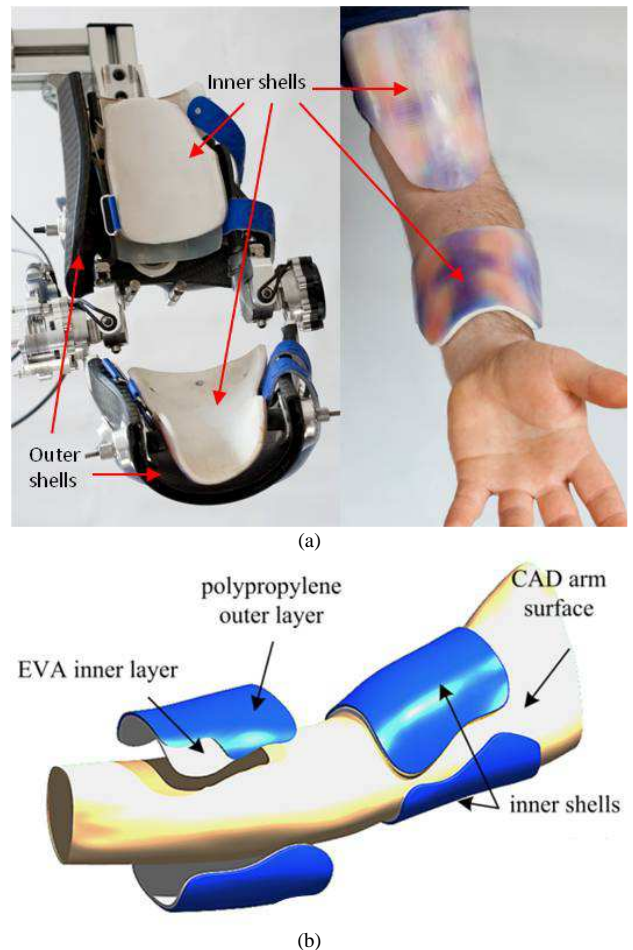 Inner shells
Outer
shells
(a)
polypropylene
outer layer
CAD arm
surface
EVA inner layer
inner shells
(b)